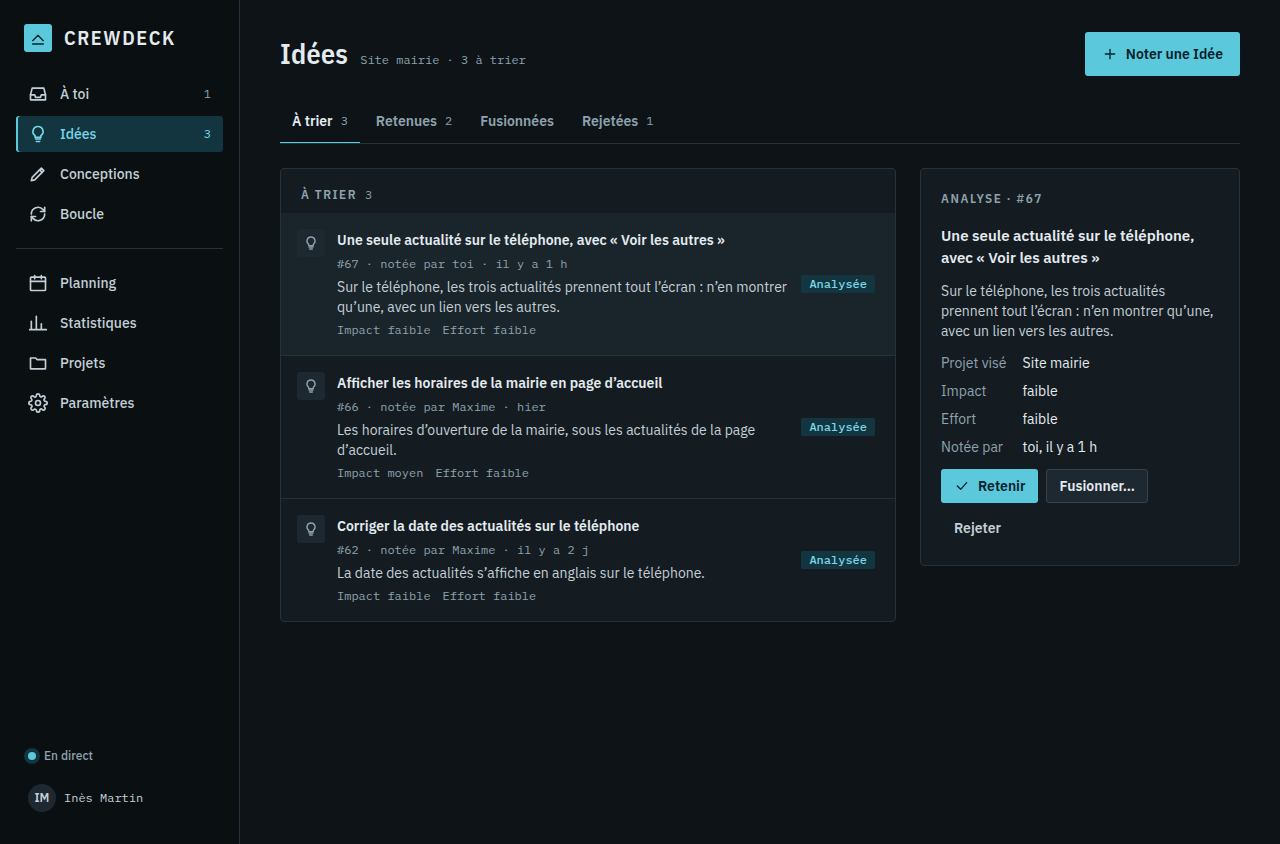 CREWDECK
À toi 1
Idées 3
Conceptions
Boucle
Planning
Statistiques
Projets
Paramètres
En direct
IM Inès Martin
Idées Site mairie · 3 à trier
Noter une Idée
À trier 3 Retenues 2 Fusionnées Rejetées 1
À TRIER 3
Une seule actualité sur le téléphone, avec « Voir les autres »
#67 · notée par toi · il y a 1 h
Sur le téléphone, les trois actualités prennent tout l’écran : n’en montrer
qu’une, avec un lien vers les autres.
Impact faible Effort faible
Analysée
Afficher les horaires de la mairie en page d’accueil
#66 · notée par Maxime · hier
Les horaires d’ouverture de la mairie, sous les actualités de la page
d’accueil.
Impact moyen Effort faible
Analysée
Corriger la date des actualités sur le téléphone
#62 · notée par Maxime · il y a 2 j
La date des actualités s’affiche en anglais sur le téléphone.
Impact faible Effort faible
Analysée
ANALYSE · #67
Une seule actualité sur le téléphone,
avec « Voir les autres »
Sur le téléphone, les trois actualités
prennent tout l’écran : n’en montrer qu’une,
avec un lien vers les autres.
Projet visé Site mairie
Impact faible
Effort faible
Notée par toi, il y a 1 h
Retenir Fusionner…
Rejeter